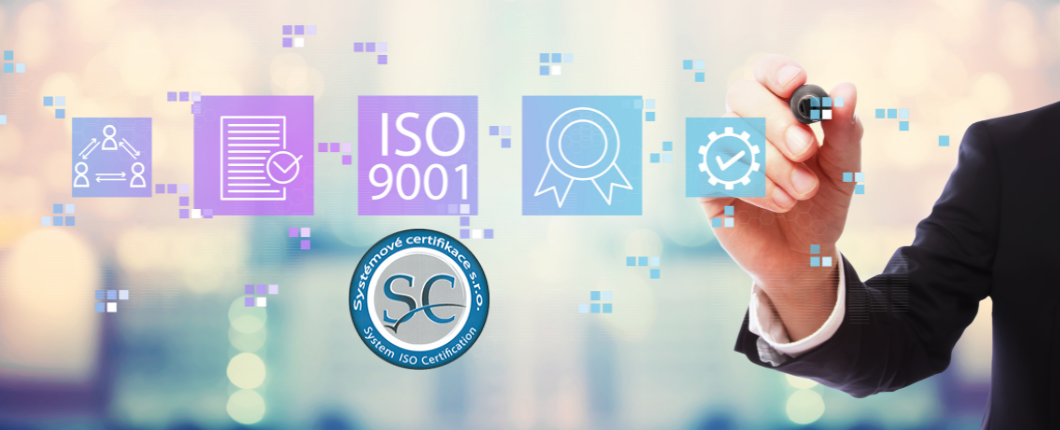 ISO
9001
Systémové certifikace s.r.o.
SC
System ISO Certification